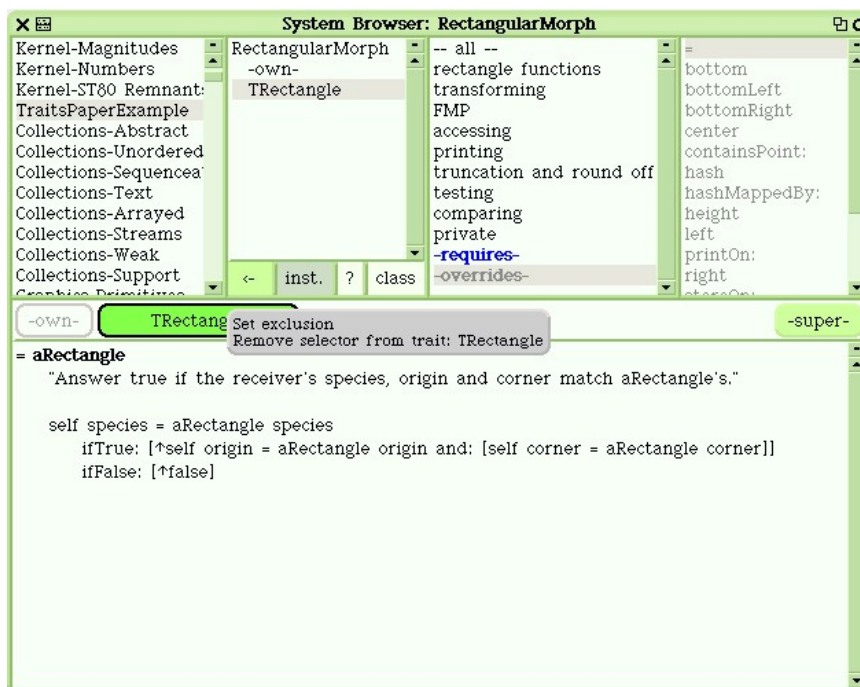 System Browser: RectangularMorph
Kernel-Magnitudes
Kernel-Numbers
Kernel-ST80 Remnants
TraitsPaperExample
Collections-Abstract
Collections-Unordered
Collections-Sequencea
Collections-Text
Collections-Arrayed
Collections-Streams
Collections-Weak
Collections-Support
Graphics-Primitives
RectangularMorph
-own-
TRectangle
<- inst. ? class
-- all --
rectangle functions
transforming
FMP
accessing
printing
truncation and round off
testing
comparing
private
-requires-
-overrides-
=
bottom
bottomLeft
bottomRight
center
containsPoint:
hash
hashMappedBy:
height
left
printOn:
right
storeOn:
-own- TRectang -super-
Set exclusion
Remove selector from trait: TRectangle
= aRectangle
"Answer true if the receiver's species, origin and corner match aRectangle's."
self species = aRectangle species
ifTrue: [↑self origin = aRectangle origin and: [self corner = aRectangle corner]]
ifFalse: [↑false]